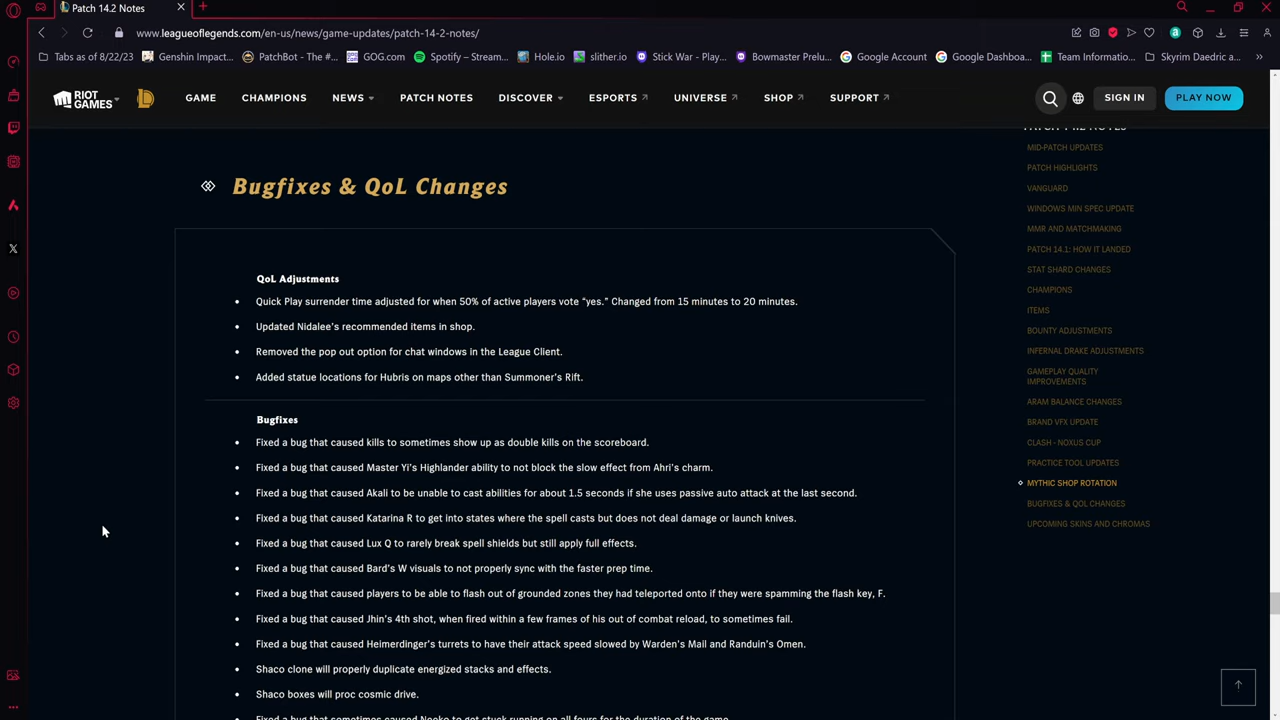 Patch 14.2 Notes
www.leagueoflegends.com/en-us/news/game-updates/patch-14-2-notes/
Tabs as of 8/22/23
Genshin Impact...
PatchBot - The #...
GOG.com
Spotify – Stream...
Hole.io
slither.io
Stick War - Play...
Bowmaster Prelu...
Google Account
Google Dashboa...
Team Informatio...
Skyrim Daedric a...
RIOT GAMES
GAME
CHAMPIONS
NEWS
PATCH NOTES
DISCOVER
ESPORTS
UNIVERSE
SHOP
SUPPORT
SIGN IN
PLAY NOW
Bugfixes & QoL Changes
QoL Adjustments
• Quick Play surrender time adjusted for when 50% of active players vote “yes.” Changed from 15 minutes to 20 minutes.
• Updated Nidalee's recommended items in shop.
• Removed the pop out option for chat windows in the League Client.
• Added statue locations for Hubris on maps other than Summoner's Rift.
Bugfixes
• Fixed a bug that caused kills to sometimes show up as double kills on the scoreboard.
• Fixed a bug that caused Master Yi's Highlander ability to not block the slow effect from Ahri's charm.
• Fixed a bug that caused Akali to be unable to cast abilities for about 1.5 seconds if she uses passive auto attack at the last second.
• Fixed a bug that caused Katarina R to get into states where the spell casts but does not deal damage or launch knives.
• Fixed a bug that caused Lux Q to rarely break spell shields but still apply full effects.
• Fixed a bug that caused Bard's W visuals to not properly sync with the faster prep time.
• Fixed a bug that caused players to be able to flash out of grounded zones they had teleported onto if they were spamming the flash key, F.
• Fixed a bug that caused Jhin's 4th shot, when fired within a few frames of his out of combat reload, to sometimes fail.
• Fixed a bug that caused Heimerdinger's turrets to have their attack speed slowed by Warden's Mail and Randuin's Omen.
• Shaco clone will properly duplicate energized stacks and effects.
• Shaco boxes will proc cosmic drive.
• Fixed a bug that sometimes caused Neeko to get stuck running on all fours for the duration of the game.
PATCH 14.2 NOTES
MID-PATCH UPDATES
PATCH HIGHLIGHTS
VANGUARD
WINDOWS MIN SPEC UPDATE
MMR AND MATCHMAKING
PATCH 14.1: HOW IT LANDED
STAT SHARD CHANGES
CHAMPIONS
ITEMS
BOUNTY ADJUSTMENTS
INFERNAL DRAKE ADJUSTMENTS
GAMEPLAY QUALITY
IMPROVEMENTS
ARAM BALANCE CHANGES
BRAND VFX UPDATE
CLASH - NOXUS CUP
PRACTICE TOOL UPDATES
MYTHIC SHOP ROTATION
BUGFIXES & QOL CHANGES
UPCOMING SKINS AND CHROMAS